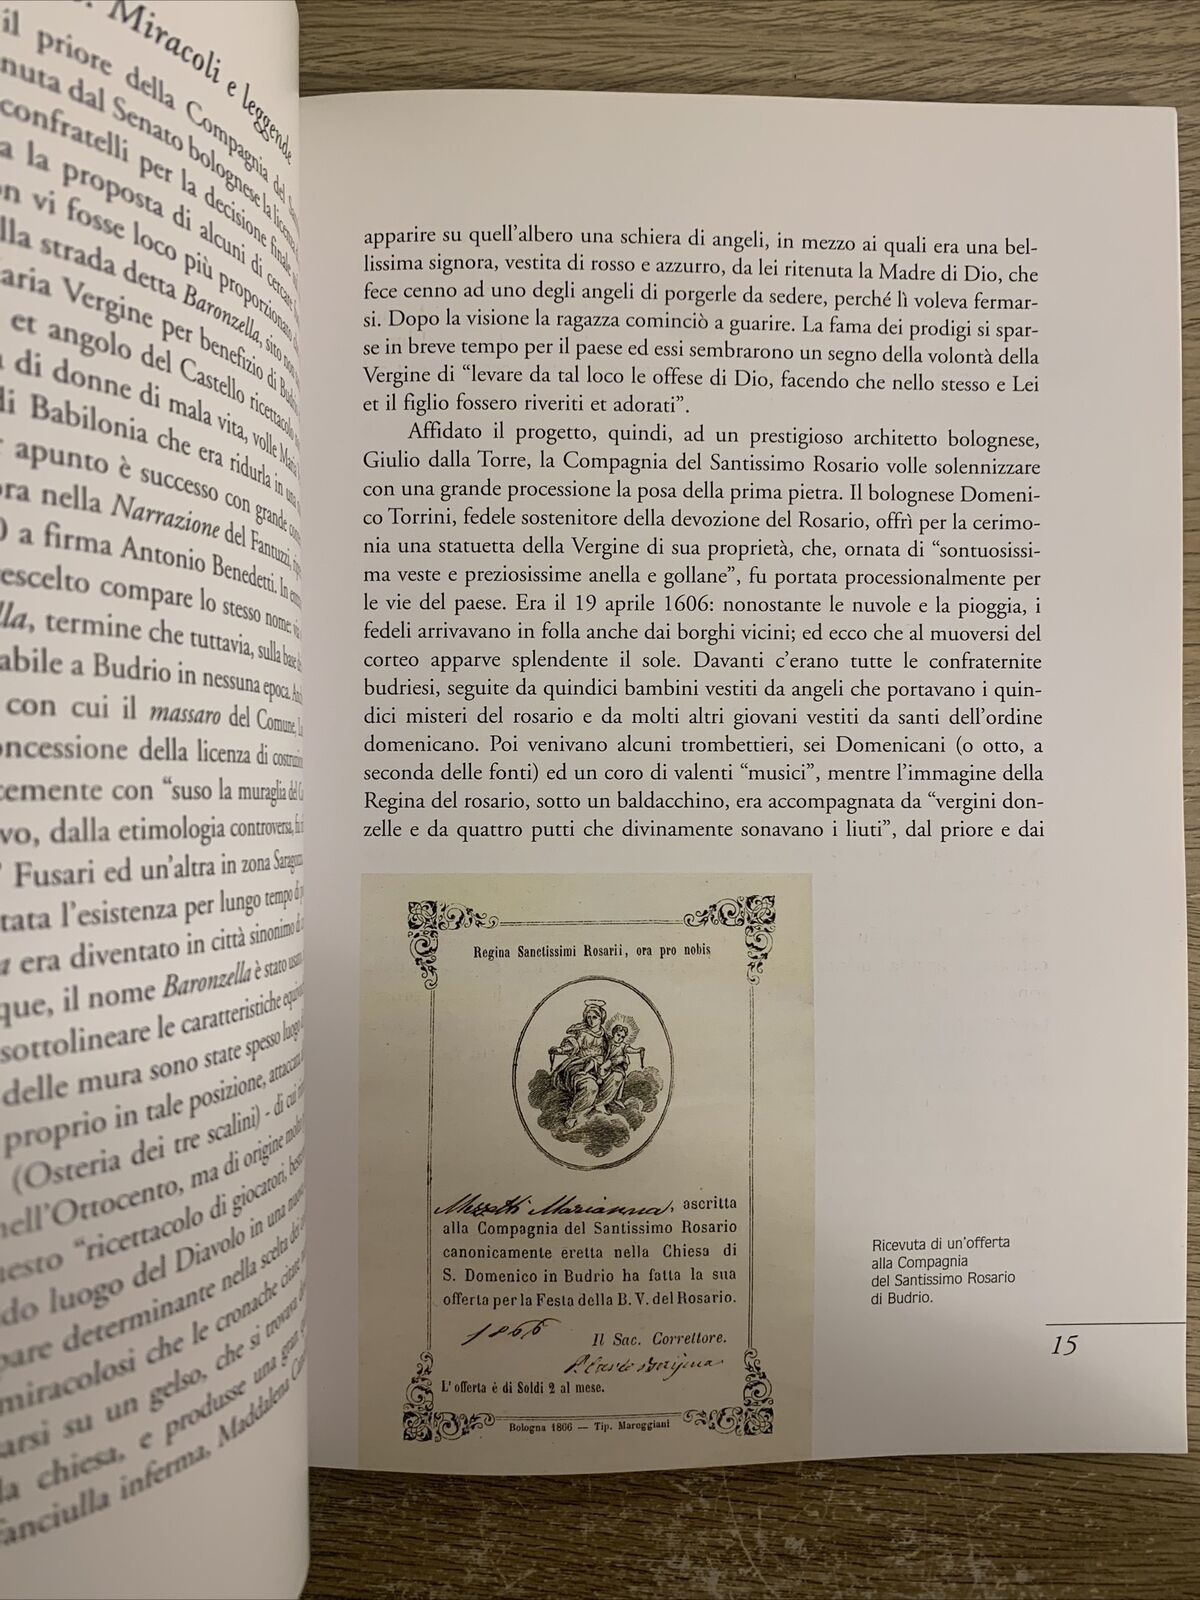 Miracoli e leggende
il priore della Compagnia del
nuta dal Senato bolognese la licenza
confratelli per la decisione finale
a la proposta di alcuni di cercare
n vi fosse loco più proporzionato
lla strada detta Baronzella, sito
aria Vergine per benefizio di
et angolo del Castello ricettacolo
di donne di mala vita, volle Maria
di Babilonia che era ridurla in una
apunto è successo con grande
ora nella Narrazione del Fantuzzi,
0 a firma Antonio Benedetti. In
escelto compare lo stesso nome
lla, termine che tuttavia, sulla base
abile a Budrio in nessuna epoca.
con cui il massaro del Comune,
ncessione della licenza di
temente con “suso la muraglia del
vo, dalla etimologia controversa,
Fusari ed un’altra in zona
tata l’esistenza per lungo tempo
a era diventato in città sinonimo
que, il nome Baronzella è stato
sottolineare le caratteristiche
delle mura sono state spesso luogo
proprio in tale posizione,
(Osteria dei tre scalini) - di cui
nell’Ottocento, ma di origine
uesto “ricettacolo di giocatori,
do luogo del Diavolo in una
pare determinante nella scelta
miracolosi che le cronache citate
arsi su un gelso, che si trovava
la chiesa, e produsse una gran
fanciulla inferma, Maddalena
apparire su quell’albero una schiera di angeli, in mezzo ai quali era una bel-
lissima signora, vestita di rosso e azzurro, da lei ritenuta la Madre di Dio, che
fece cenno ad uno degli angeli di porgerle da sedere, perché lì voleva fermar-
si. Dopo la visione la ragazza cominciò a guarire. La fama dei prodigi si spar-
se in breve tempo per il paese ed essi sembrarono un segno della volontà della
Vergine di “levare da tal loco le offese di Dio, facendo che nello stesso e Lei
et il figlio fossero riveriti et adorati”.
Affidato il progetto, quindi, ad un prestigioso architetto bolognese,
Giulio dalla Torre, la Compagnia del Santissimo Rosario volle solennizzare
con una grande processione la posa della prima pietra. Il bolognese Domeni-
co Torrini, fedele sostenitore della devozione del Rosario, offrì per la cerimo-
nia una statuetta della Vergine di sua proprietà, che, ornata di “sontuosissi-
ma veste e preziosissime anella e gollane”, fu portata processionalmente per
le vie del paese. Era il 19 aprile 1606: nonostante le nuvole e la pioggia, i
fedeli arrivavano in folla anche dai borghi vicini; ed ecco che al muoversi del
corteo apparve splendente il sole. Davanti c’erano tutte le confraternite
budriesi, seguite da quindici bambini vestiti da angeli che portavano i quin-
dici misteri del rosario e da molti altri giovani vestiti da santi dell’ordine
domenicano. Poi venivano alcuni trombettieri, sei Domenicani (o otto, a
seconda delle fonti) ed un coro di valenti “musici”, mentre l’immagine della
Regina del rosario, sotto un baldacchino, era accompagnata da “vergini don-
zelle e da quattro putti che divinamente sonavano i liuti”, dal priore e dai
Regina Sanctissimi Rosarii, ora pro nobis
Marianna, ascritta
alla Compagnia del Santissimo Rosario
canonicamente eretta nella Chiesa di
S. Domenico in Budrio ha fatta la sua
offerta per la Festa della B. V. del Rosario.
1866
Il Sac. Correttore.
L’ offerta è di Soldi 2 al mese.
Bologna 1866 — Tip. Mareggiani
Ricevuta di un’offerta
alla Compagnia
del Santissimo Rosario
di Budrio.
15